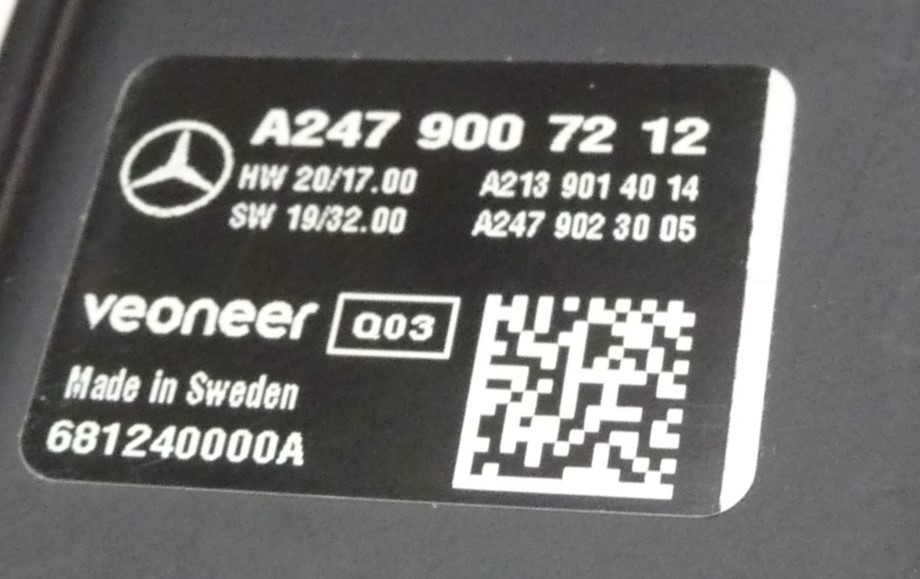 A247 900 72 12
HW 20/17.00 A213 901 40 14
SW 19/32.00 A247 902 30 05
veoneer Q03
Made in Sweden
681240000A